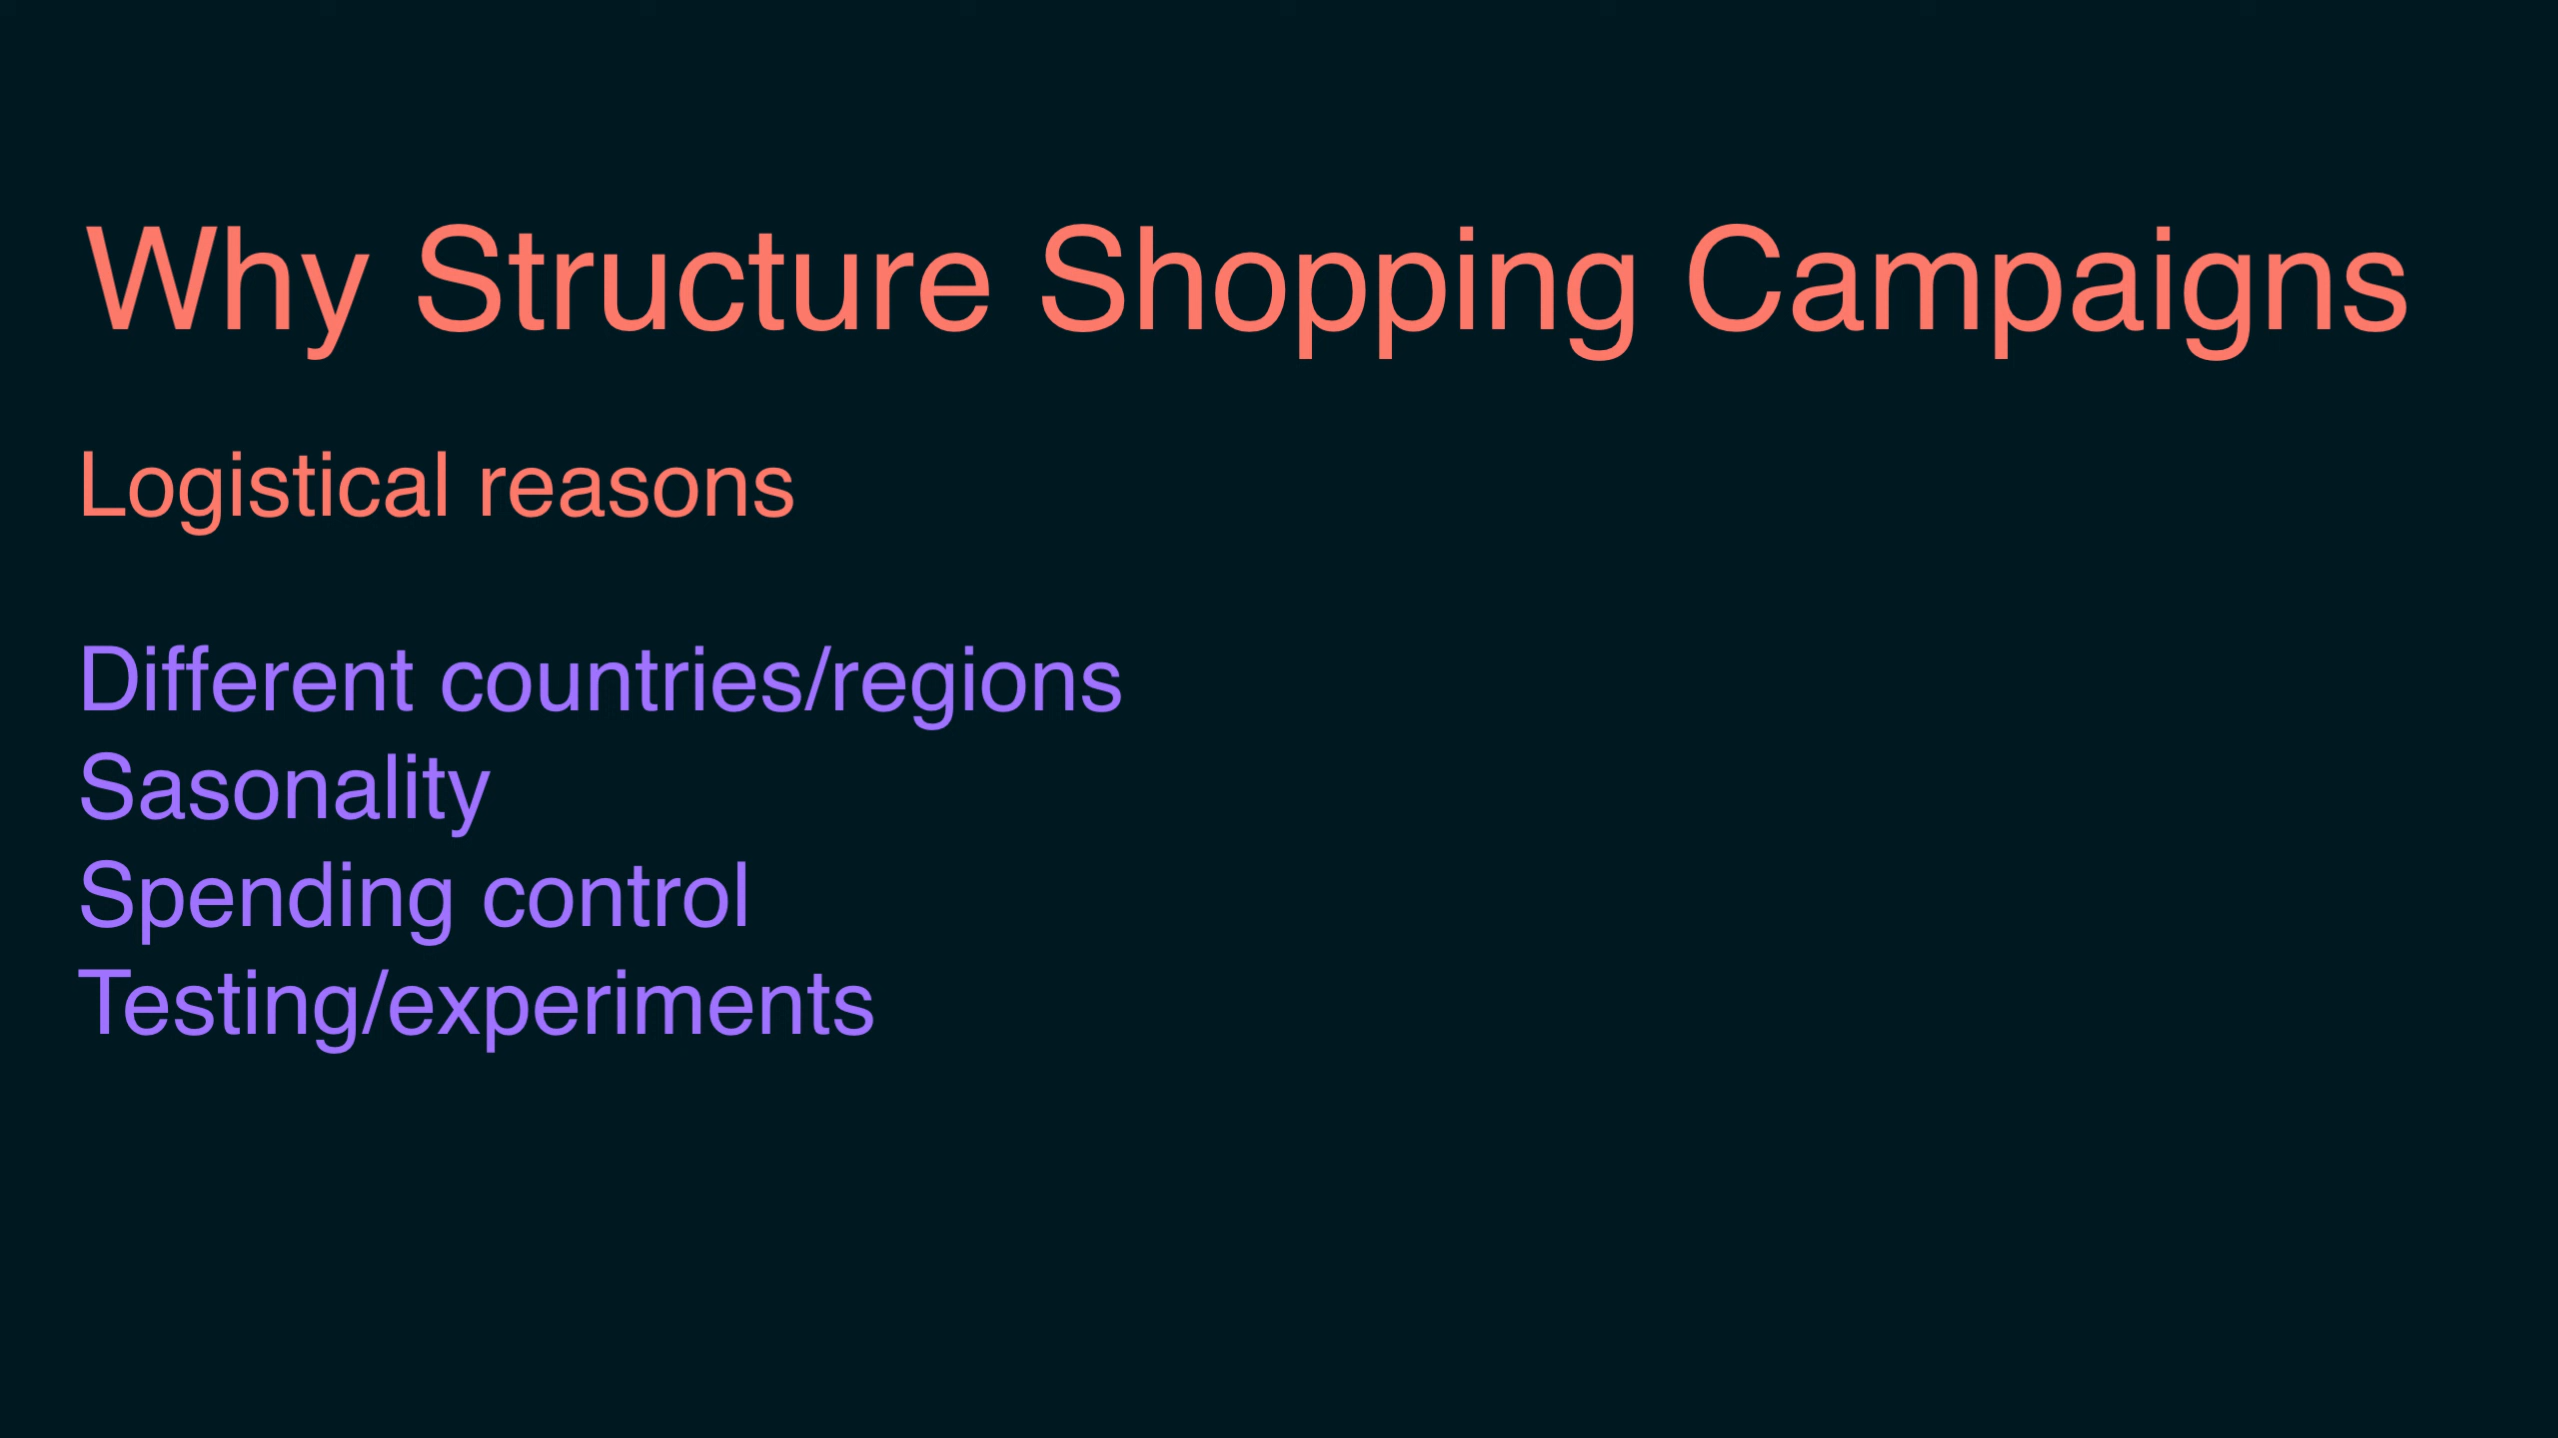 Why Structure Shopping Campaigns
Logistical reasons
Different countries/regions
Sasonality
Spending control
Testing/experiments